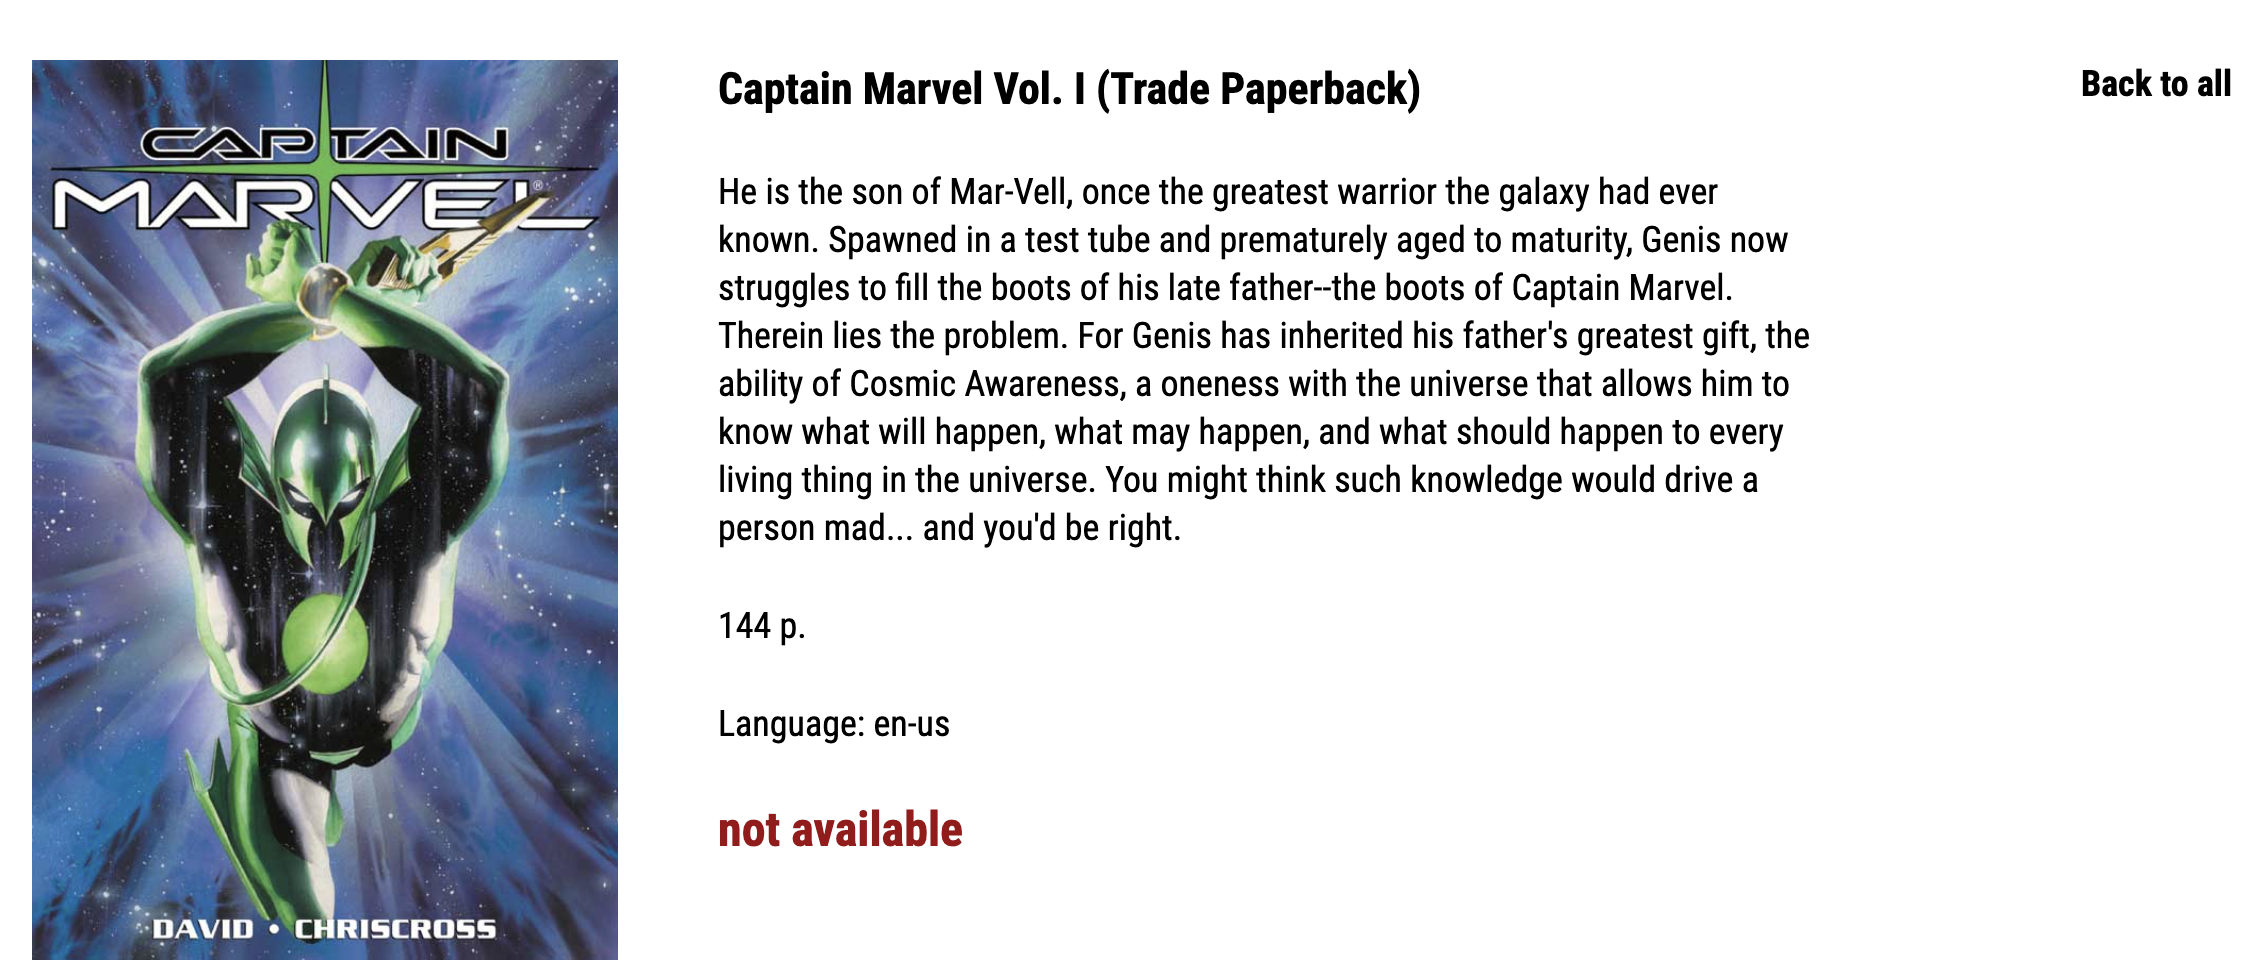 CAPTAIN
MARVEL®
DAVID • CHRISCROSS
Captain Marvel Vol. I (Trade Paperback)
Back to all
He is the son of Mar-Vell, once the greatest warrior the galaxy had ever
known. Spawned in a test tube and prematurely aged to maturity, Genis now
struggles to fill the boots of his late father--the boots of Captain Marvel.
Therein lies the problem. For Genis has inherited his father's greatest gift, the
ability of Cosmic Awareness, a oneness with the universe that allows him to
know what will happen, what may happen, and what should happen to every
living thing in the universe. You might think such knowledge would drive a
person mad... and you'd be right.
144 p.
Language: en-us
not available